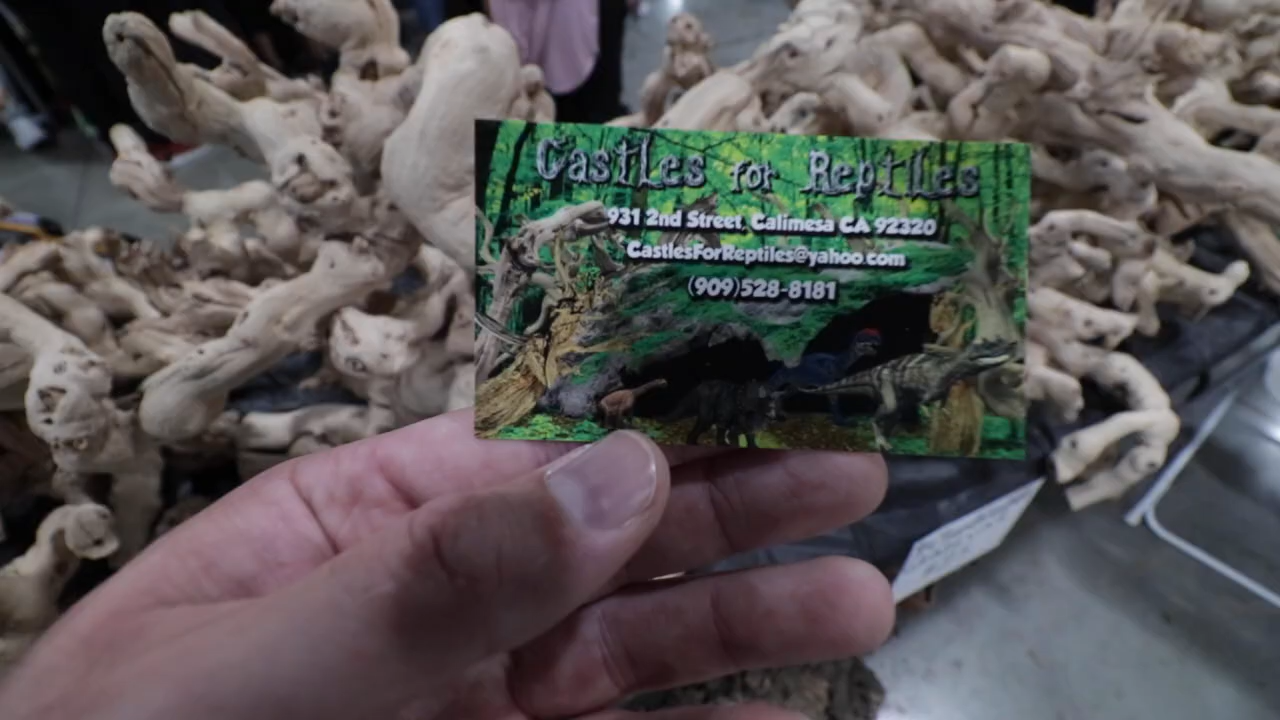 Castles for Reptiles
931 2nd Street, Calimesa CA 92320
CastlesForReptiles@yahoo.com
(909)528-8181